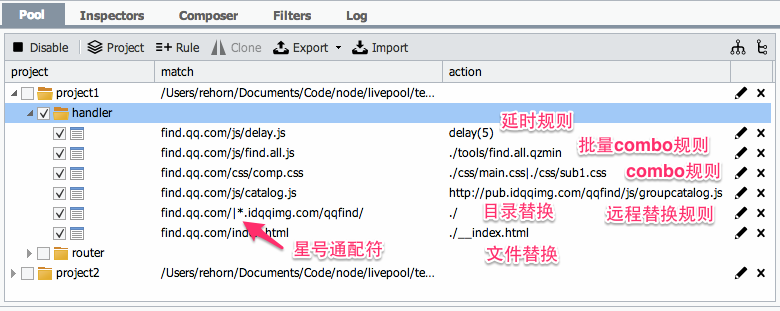 Pool Inspectors Composer Filters Log
Disable Project Rule Clone Export Import
project match action
project1 /Users/rehorn/Documents/Code/node/livepool/te...
handler
find.qq.com/js/delay.js delay(5) 延时规则
find.qq.com/js/find.all.js ./tools/find.all.qzmin 批量combo规则
find.qq.com/css/comp.css ./css/main.css|./css/sub1.css combo规则
find.qq.com/js/catalog.js http://pub.idqqimg.com/qqfind/js/groupcatalog.js
find.qq.com/|*.idqqimg.com/qqfind/ ./ 目录替换 远程替换规则
find.qq.com/index.html ./__index.html
星号通配符 文件替换
router
project2 /Users/rehorn/Documents/Code/node/livepool/te...